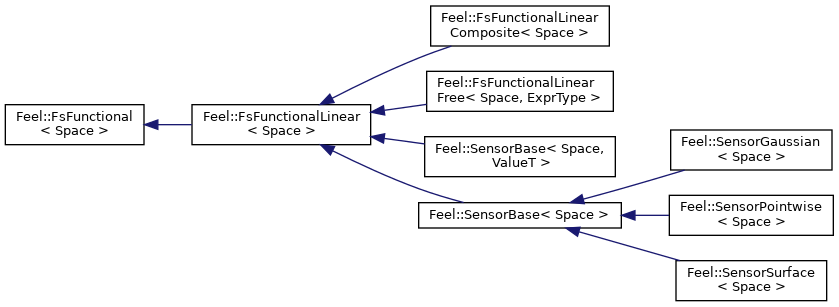 Feel::FsFunctional
< Space >
Feel::FsFunctionalLinear
< Space >
Feel::FsFunctionalLinear
Composite< Space >
Feel::FsFunctionalLinear
Free< Space, ExprType >
Feel::SensorBase< Space,
ValueT >
Feel::SensorBase< Space >
Feel::SensorGaussian
< Space >
Feel::SensorPointwise
< Space >
Feel::SensorSurface
< Space >